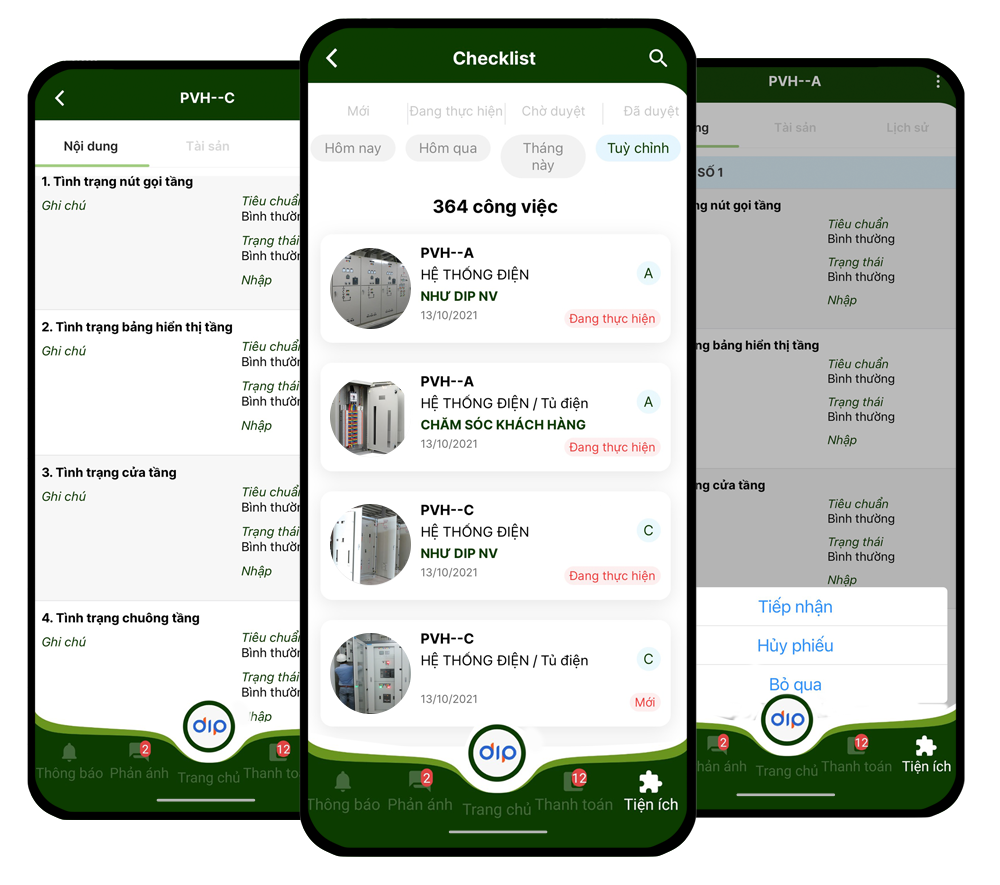 PVH--C
Nội dung
Tài sản
1. Tình trạng nút gọi tầng
Ghi chú
Tiêu chuẩ
Bình thườn
Trạng thái
Bình thườn
Nhập
2. Tình trạng bảng hiển thị tầng
Ghi chú
Tiêu chuẩ
Bình thườn
Trạng thái
Bình thườn
Nhập
3. Tình trạng cửa tầng
Ghi chú
Tiêu chuẩ
Bình thườn
Trạng thái
Bình thườn
Nhập
4. Tình trạng chuông tầng
Ghi chú
Tiêu chuẩ
Bình thườn
Trạng thái
Bình thườn
hập
dip
2
12
Thông báo
Phản ánh
Trang chủ
Thanh to
Checklist
Mới
Đang thực hiện
Chờ duyệt
Đã duyệt
Hôm nay
Hôm qua
Tháng
này
Tuỳ chỉnh
364 công việc
PVH--A
HỆ THỐNG ĐIỆN
A
NHƯ DIP NV
13/10/2021
Đang thực hiện
PVH--A
HỆ THỐNG ĐIỆN / Tủ điện
A
CHĂM SÓC KHÁCH HÀNG
13/10/2021
Đang thực hiện
PVH--C
HỆ THỐNG ĐIỆN
C
NHƯ DIP NV
13/10/2021
Đang thực hiện
PVH--C
HỆ THỐNG ĐIỆN / Tủ điện
C
13/10/2021
Mới
dip
2
12
Thông báo
Phản ánh
Trang chủ
Thanh toán
Tiện ích
PVH--A
ng
Tài sản
Lịch sử
SỐ 1
ng nút gọi tầng
Tiêu chuẩn
Bình thường
Trạng thái
Bình thường
Nhập
ng bảng hiển thị tầng
Tiêu chuẩn
Bình thường
Trạng thái
Bình thường
Nhập
ng cửa tầng
Tiêu chuẩn
Bình thường
Trạng thái
Bình thường
Nhập
Tiếp nhận
Hủy phiếu
Bỏ qua
dip
2
12
hản ánh
Trang chủ
Thanh toán
Tiện ích